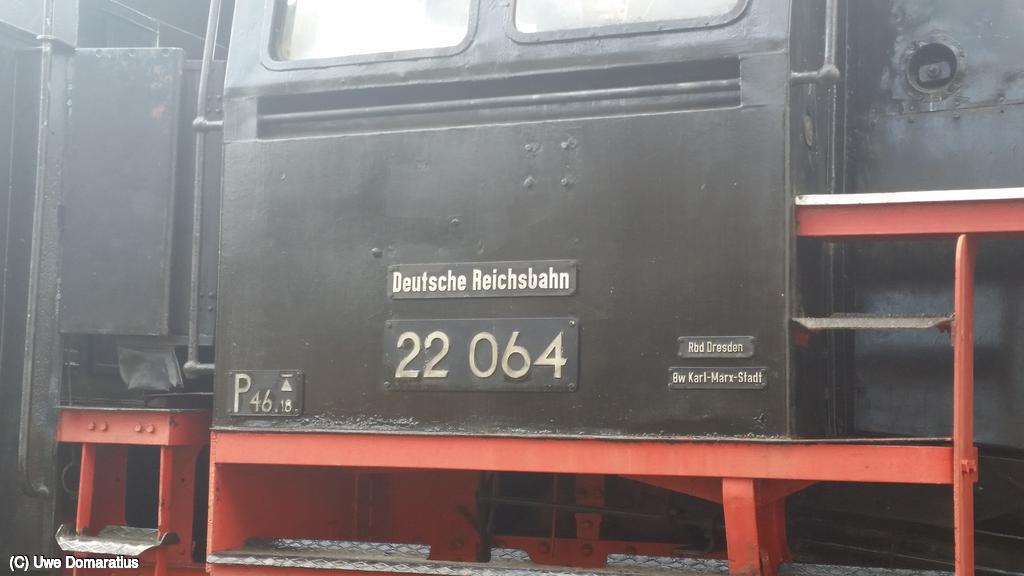 Deutsche Reichsbahn
22 064
Rbd Dresden
Bw Karl-Marx-Stadt
P 46.18
(C) Uwe Domaratius